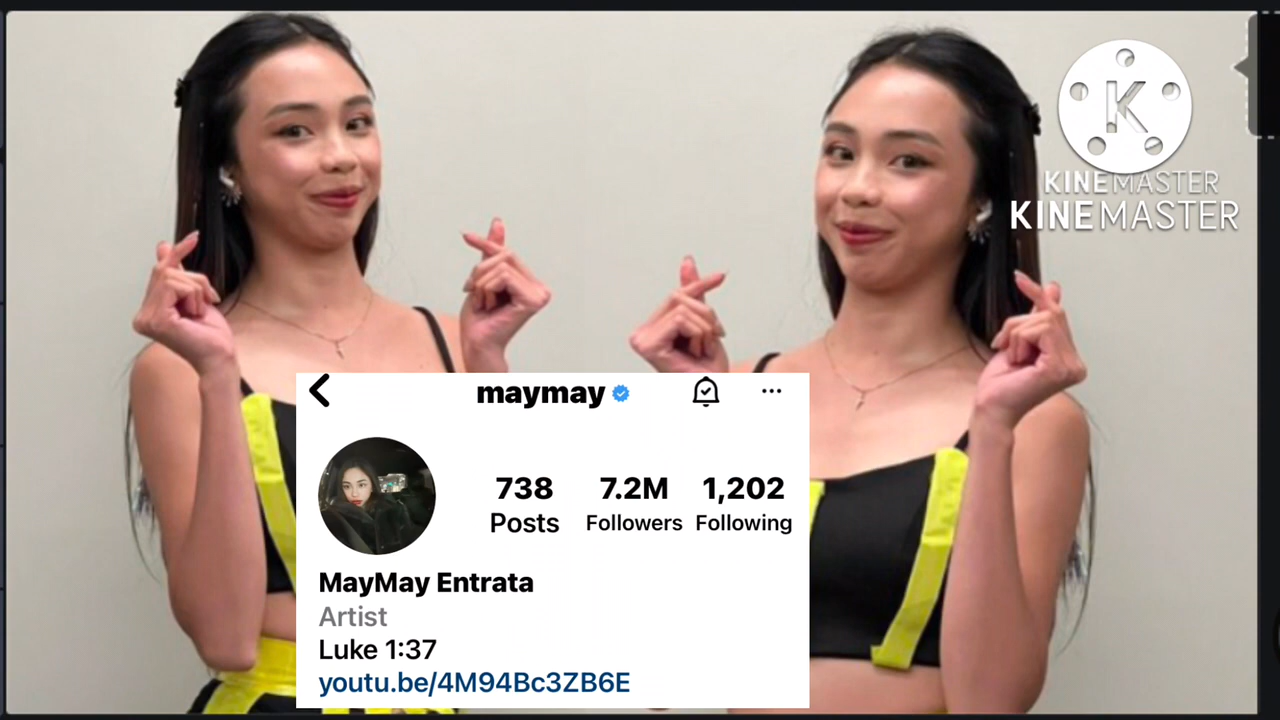 K
KINEMASTER
KINEMASTER
maymay
738 7.2M 1,202
Posts Followers Following
MayMay Entrata
Artist
Luke 1:37
youtu.be/4M94Bc3ZB6E